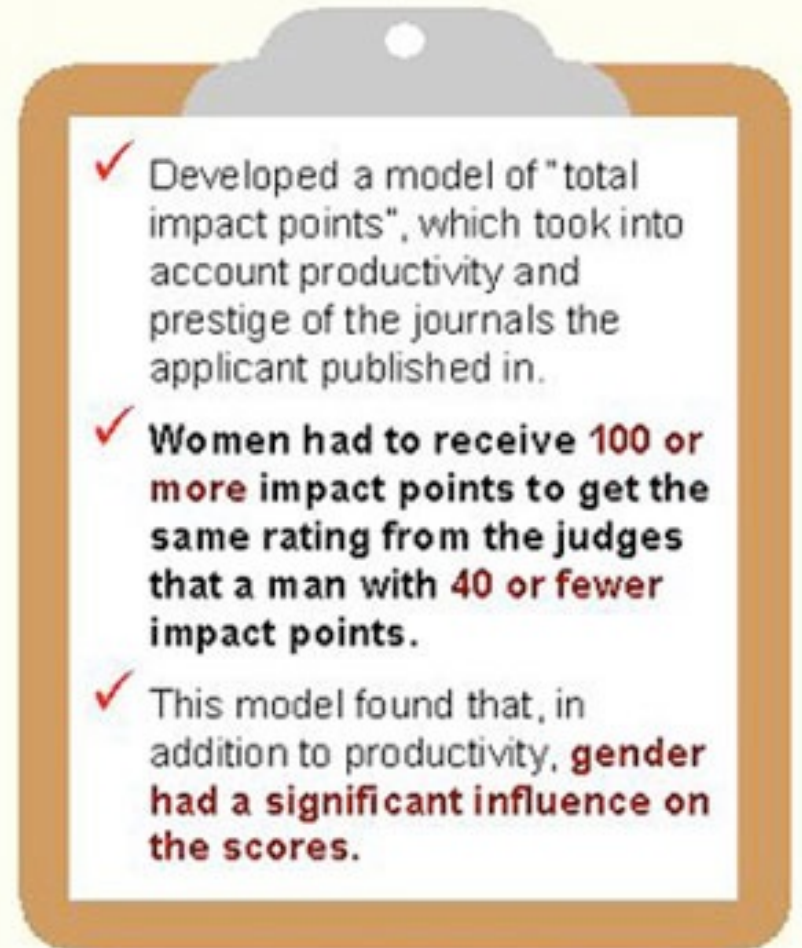 Developed a model of "total
impact points", which took into
account productivity and
prestige of the journals the
applicant published in.
Women had to receive 100 or
more impact points to get the
same rating from the judges
that a man with 40 or fewer
impact points.
This model found that, in
addition to productivity, gender
had a significant influence on
the scores.